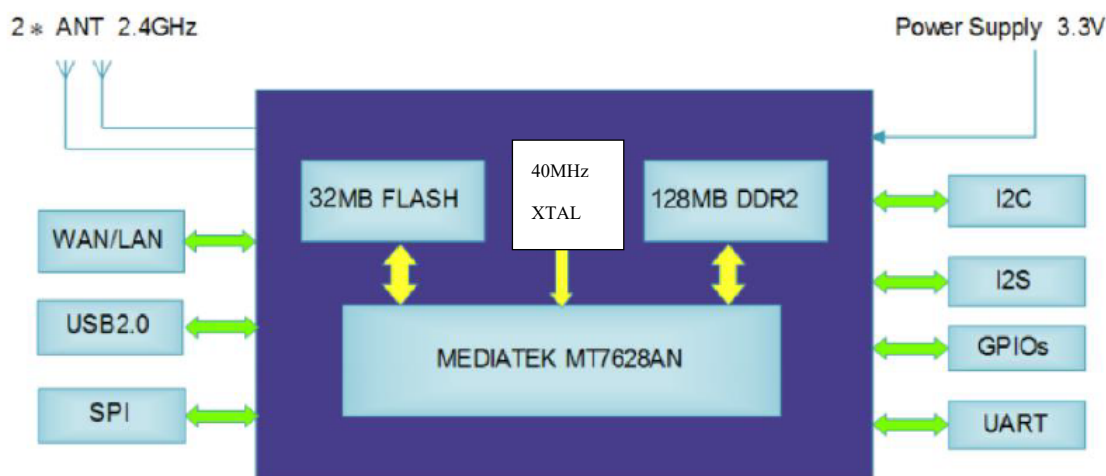 2 * ANT 2.4GHz
Power Supply 3.3V
32MB FLASH
40MHz
XTAL
128MB DDR2
MEDIATEK MT7628AN
WAN/LAN
USB2.0
SPI
I2C
I2S
GPIOs
UART